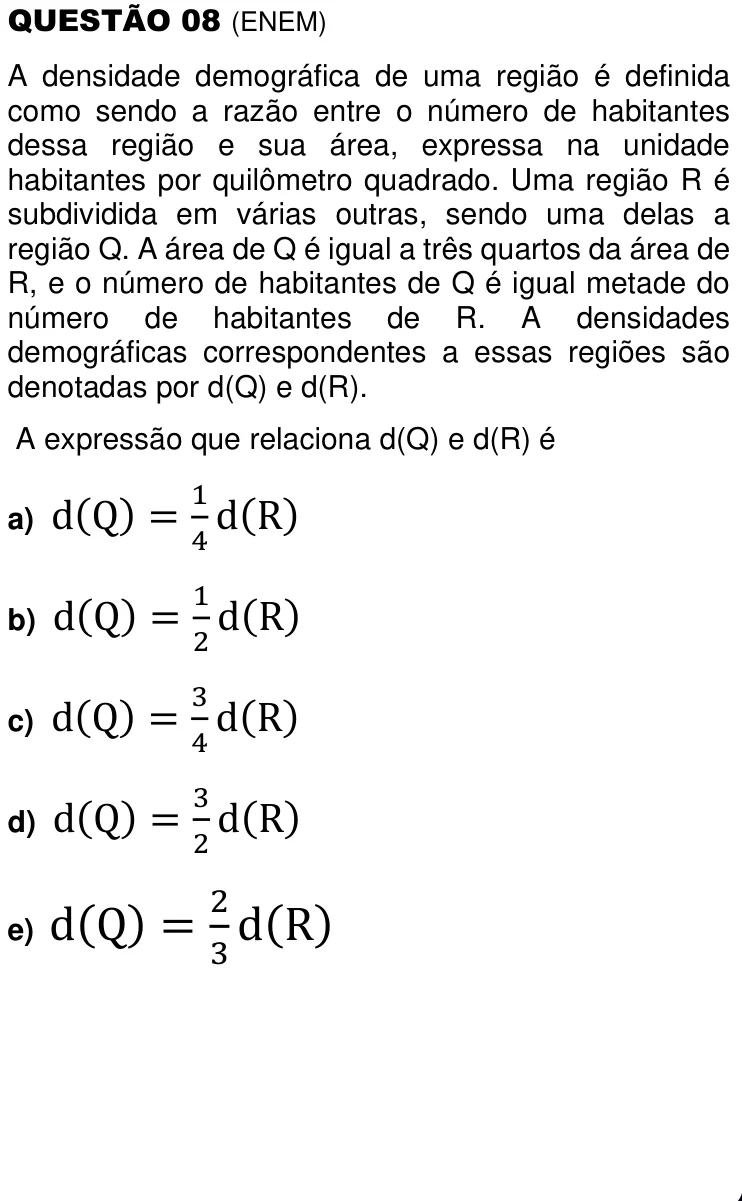 QUESTÃO 08 (ENEM)
A densidade demográfica de uma região é definida
como sendo a razão entre o número de habitantes
dessa região e sua área, expressa na unidade
habitantes por quilômetro quadrado. Uma região R é
subdividida em várias outras, sendo uma delas a
região Q. A área de Q é igual a três quartos da área de
R, e o número de habitantes de Q é igual metade do
número de habitantes de R. A densidades
demográficas correspondentes a essas regiões são
denotadas por d(Q) e d(R).
A expressão que relaciona d(Q) e d(R) é
a) d(Q) = 1/4 d(R)
b) d(Q) = 1/2 d(R)
c) d(Q) = 3/4 d(R)
d) d(Q) = 3/2 d(R)
e) d(Q) = 2/3 d(R)